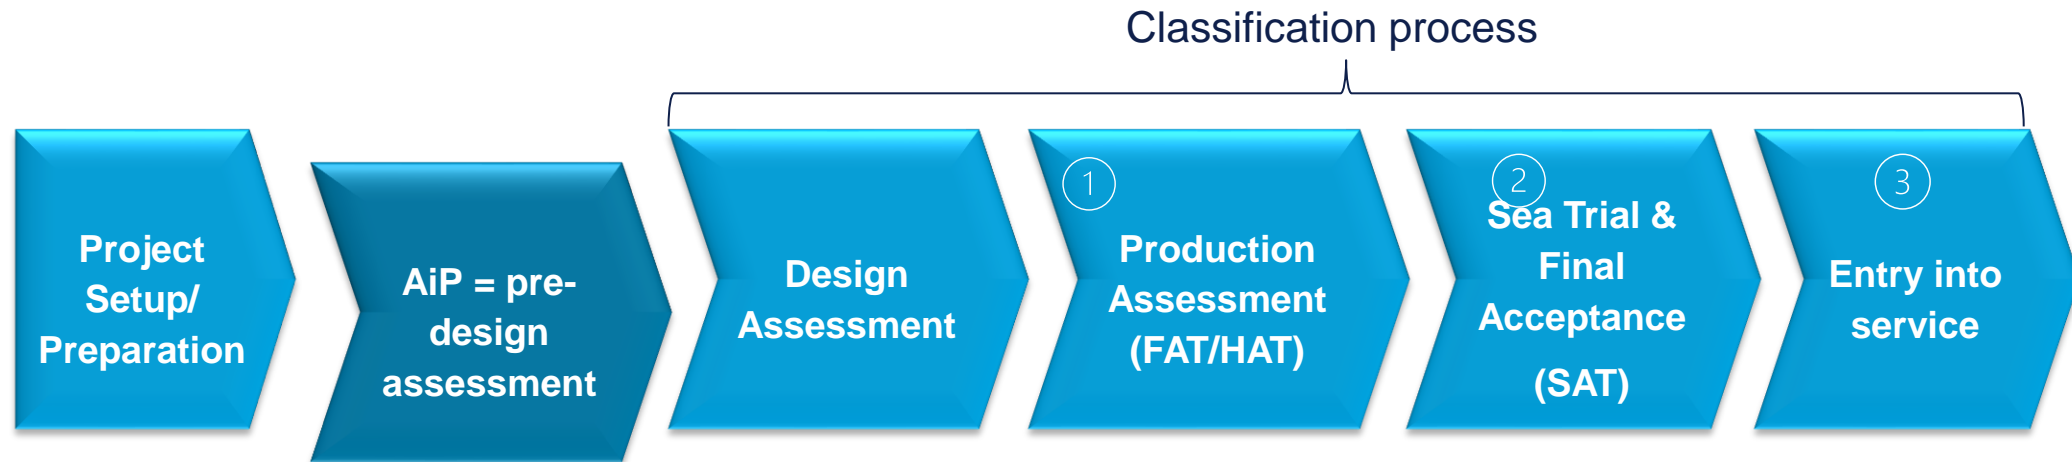 Classification process
Project
Setup/
Preparation
AiP = pre-
design
assessment
Design
Assessment
1
Production
Assessment
(FAT/HAT)
2
Sea Trial &
Final
Acceptance
(SAT)
3
Entry into
service